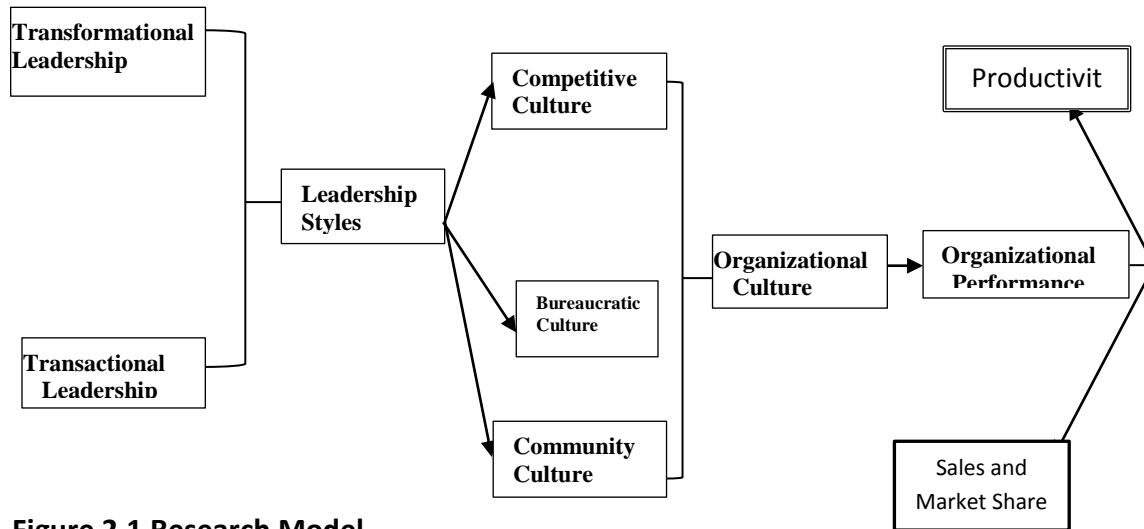 Transformational
Leadership
Competitive
Culture
Productivit
Leadership
Styles
Organizational
Culture
Organizational
Performance
Bureaucratic
Culture
Transactional
Leadership
Community
Culture
Sales and
Market Share
Figure 2.1 Research Model